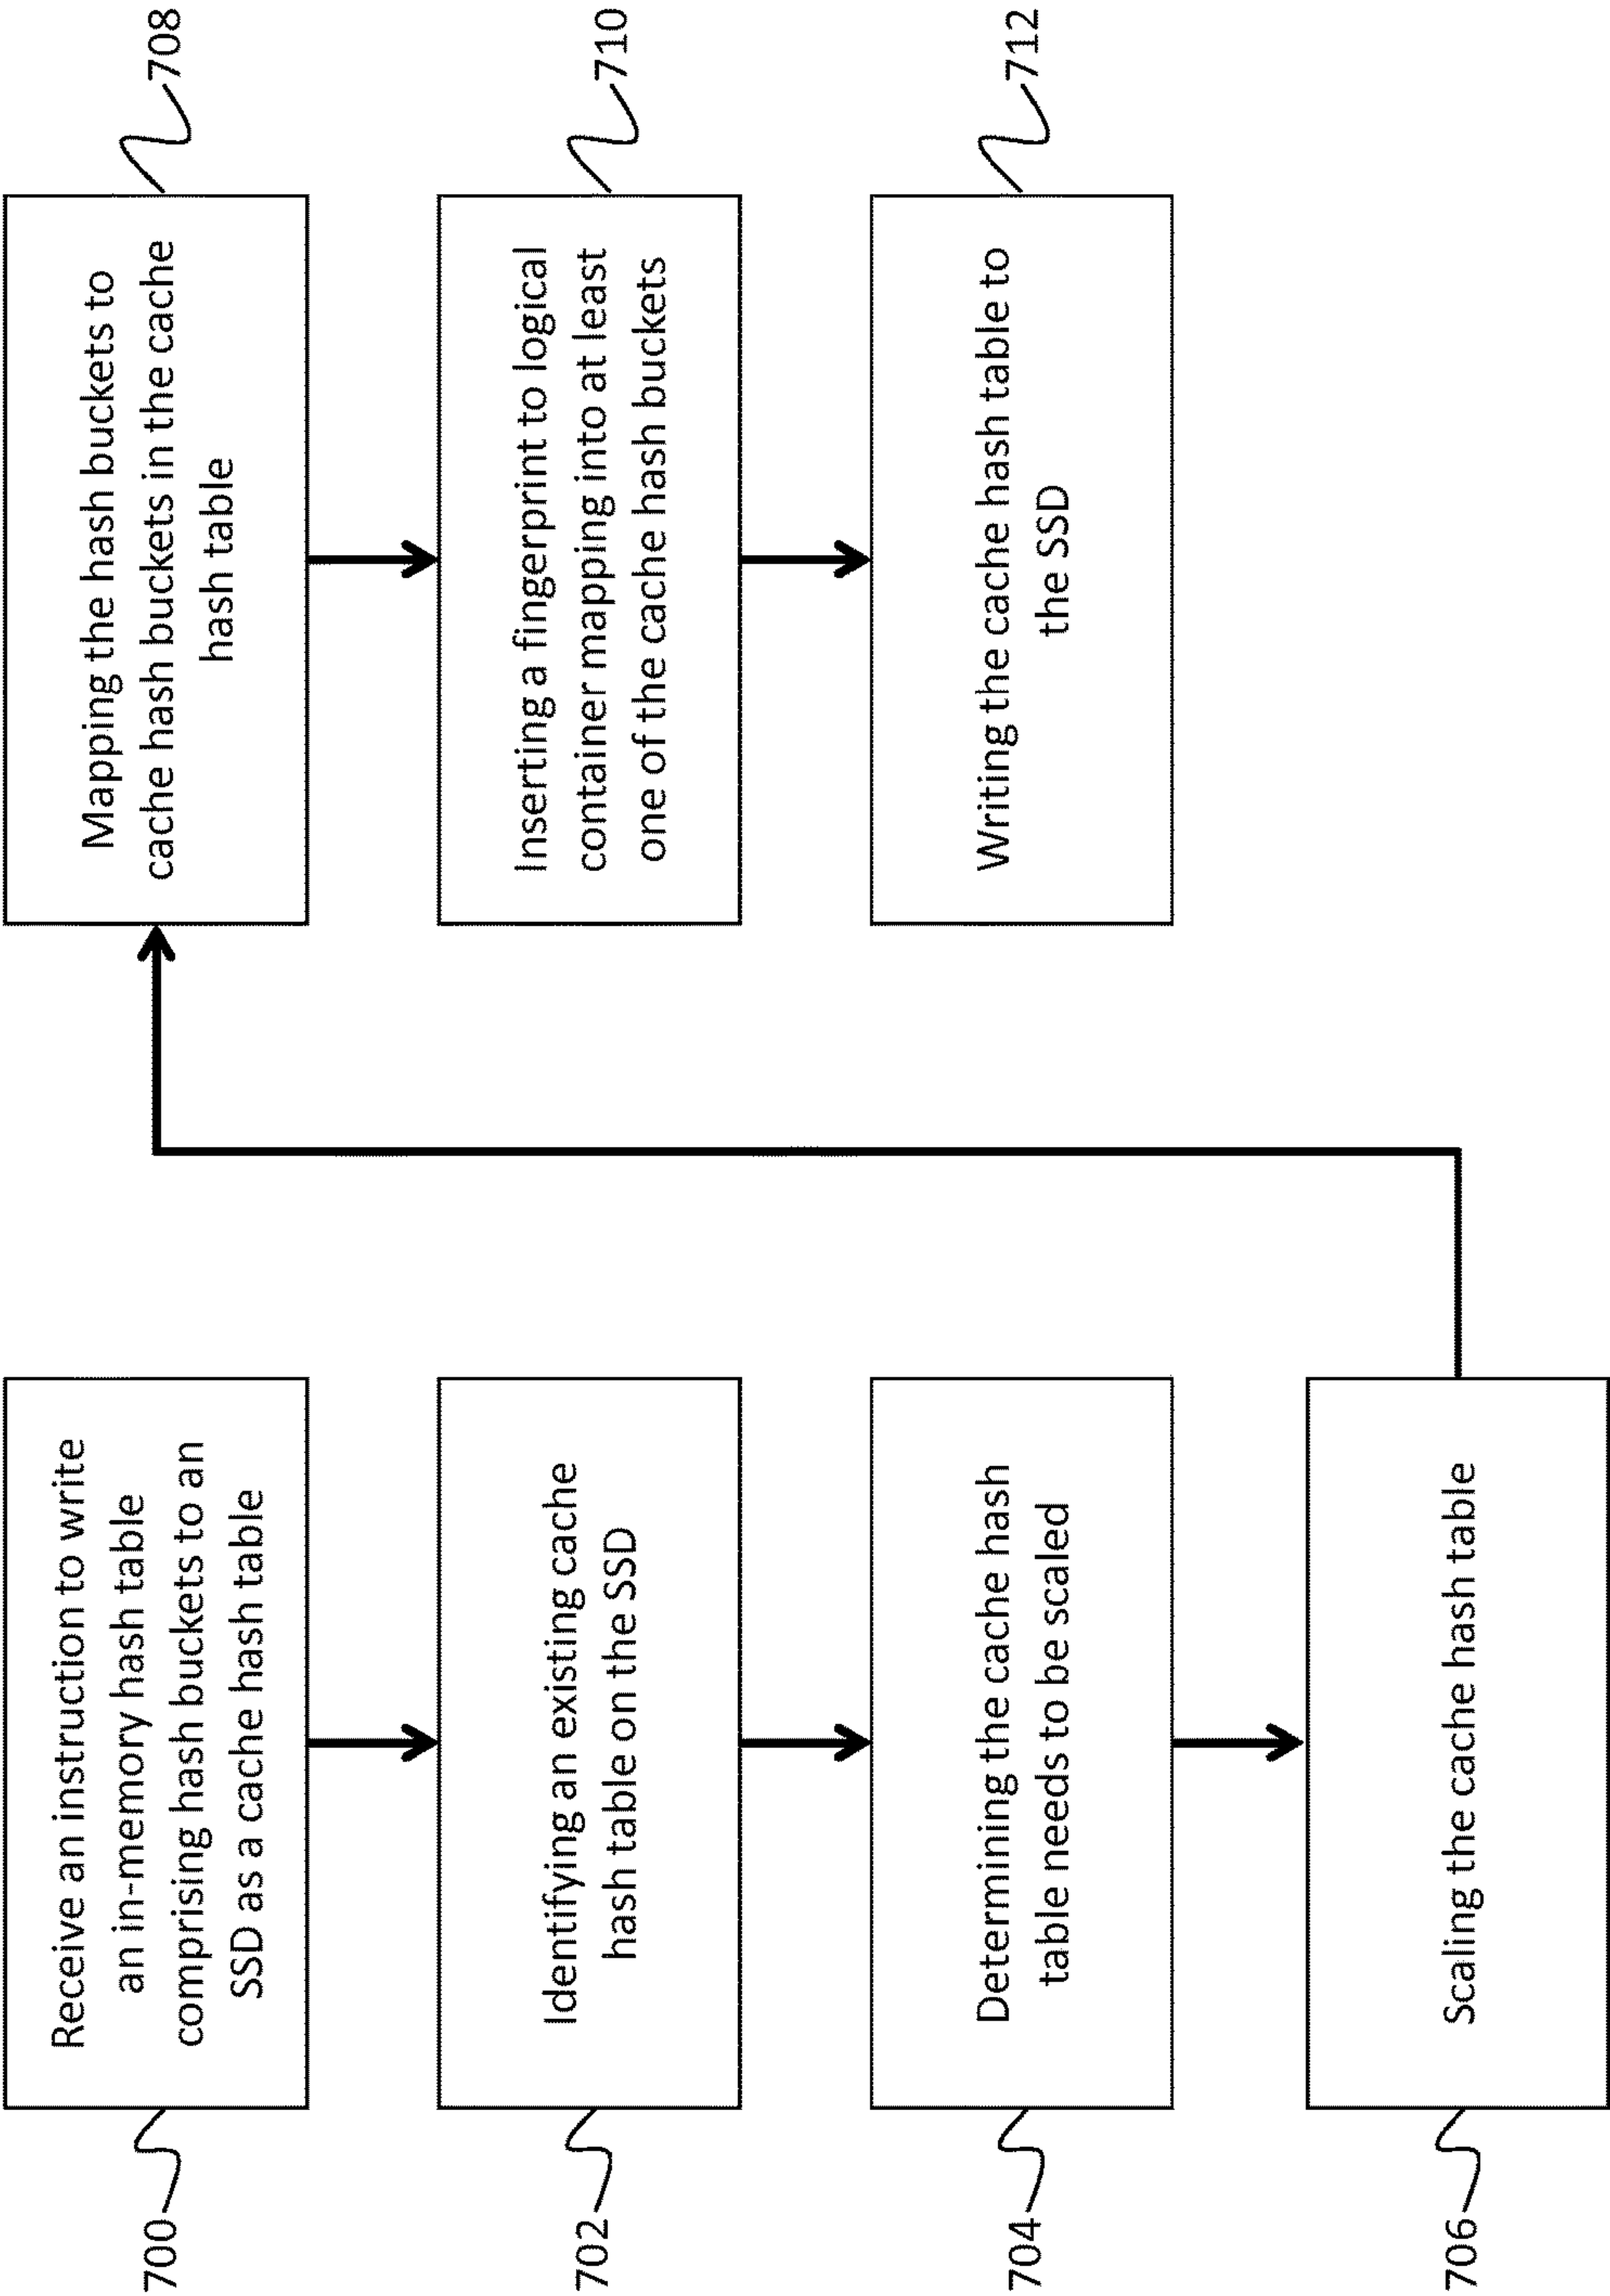 700
Receive an instruction to write
an in-memory hash table
comprising hash buckets to an
SSD as a cache hash table
702
Identifying an existing cache
hash table on the SSD
704
Determining the cache hash
table needs to be scaled
706
Scaling the cache hash table
708
Mapping the hash buckets to
cache hash buckets in the cache
hash table
710
Inserting a fingerprint to logical
container mapping into at least
one of the cache hash buckets
712
Writing the cache hash table to
the SSD